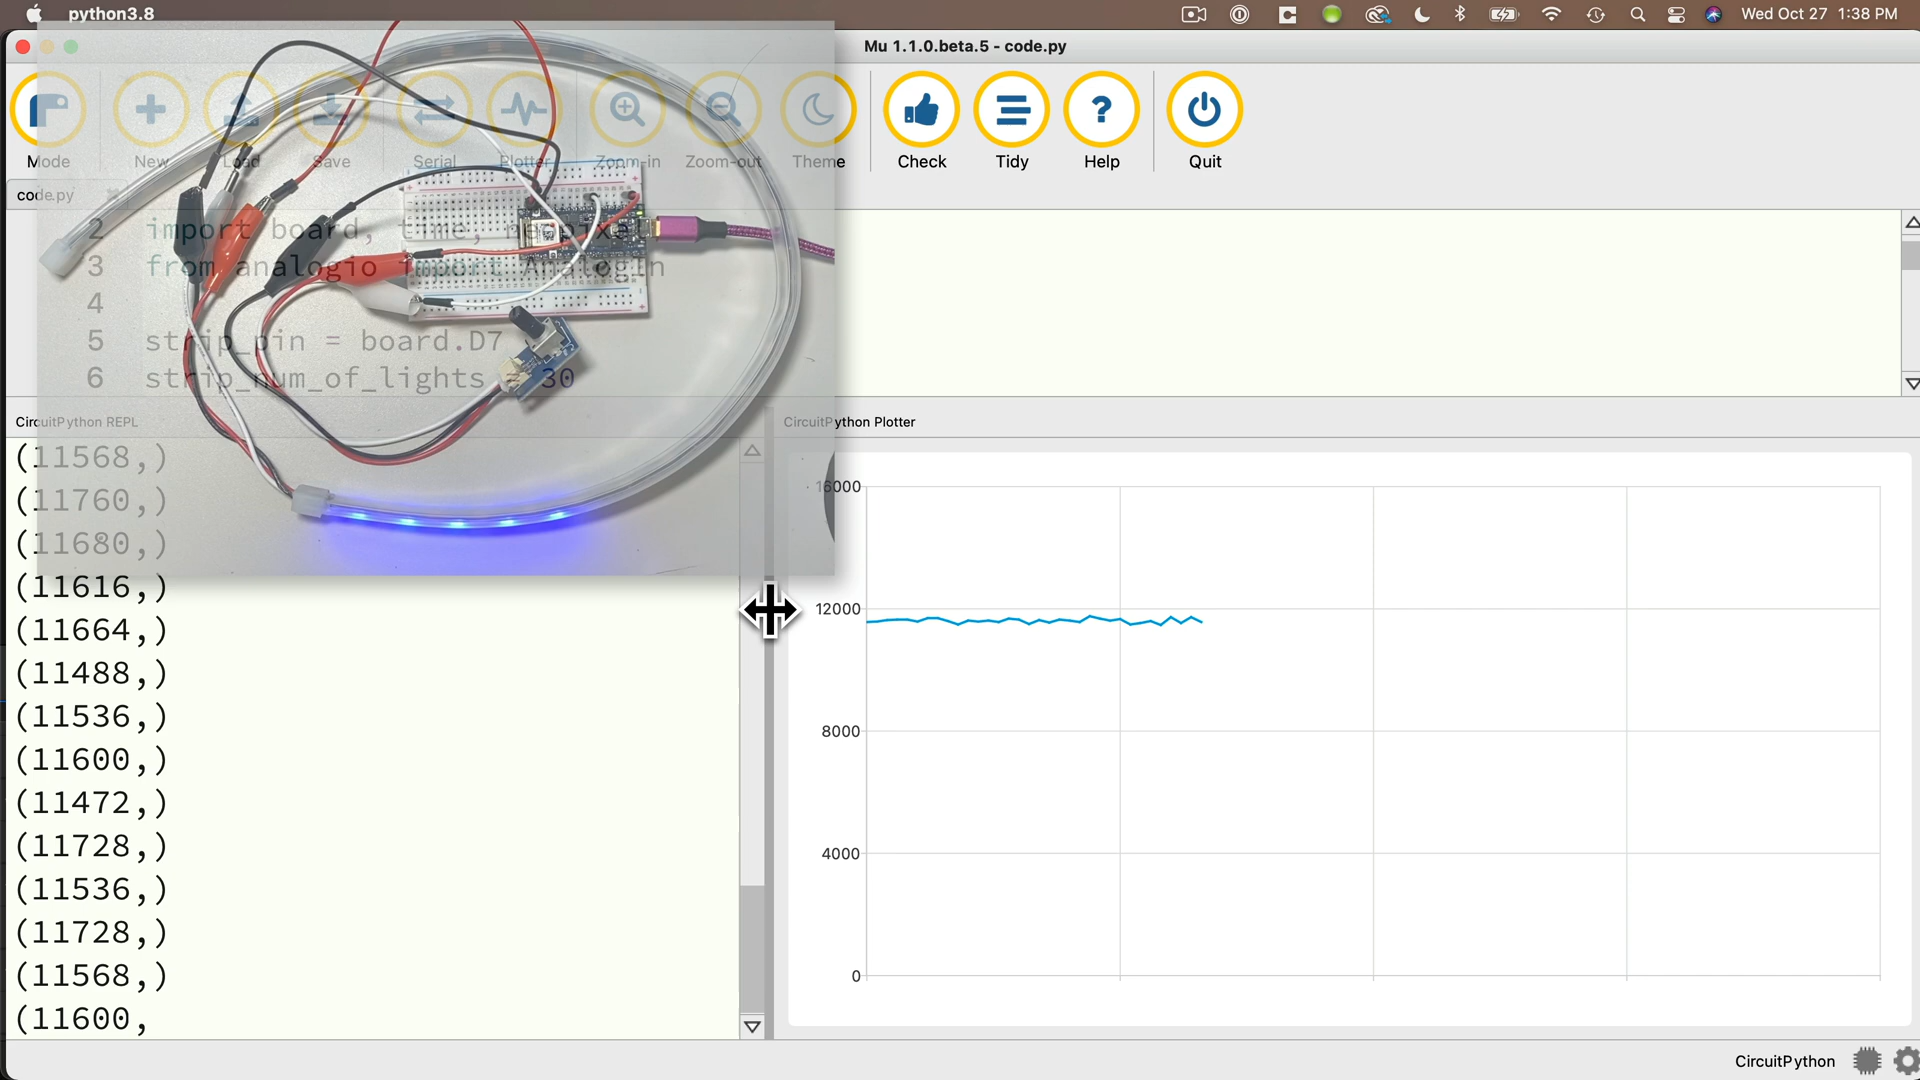 python3.8
Wed Oct 27 1:38 PM
Mu 1.1.0.beta.5 - code.py
Mode
New
Load
Save
Serial
Plotter
Zoom-in
Zoom-out
Theme
Check
Tidy
Help
Quit
code.py
2 import board, time, neopixel
3 from analogio import AnalogIn
4
5 strip_pin = board.D7
6 strip_num_of_lights = 30
CircuitPython REPL
(11568,)
(11760,)
(11680,)
(11616,)
(11664,)
(11488,)
(11536,)
(11600,)
(11472,)
(11728,)
(11536,)
(11728,)
(11568,)
(11600,
CircuitPython Plotter
16000
12000
8000
4000
0
CircuitPython